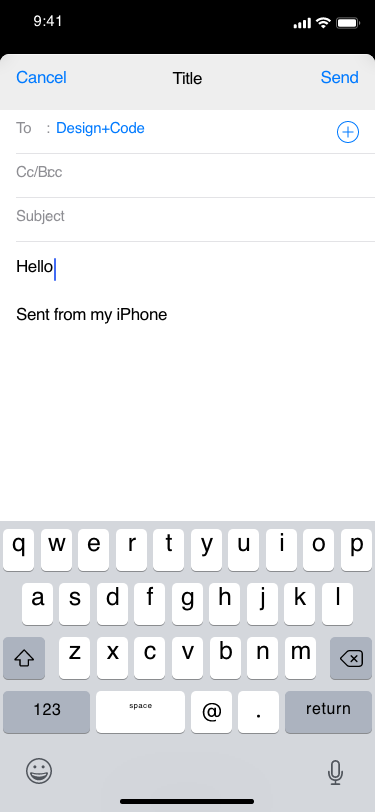 9:41
Cancel Title Send
To : Design+Code
Cc/Bcc
Subject
Hello
Sent from my iPhone
q w e r t y u i o p
a s d f g h j k l
z x c v b n m
123 space @ . return